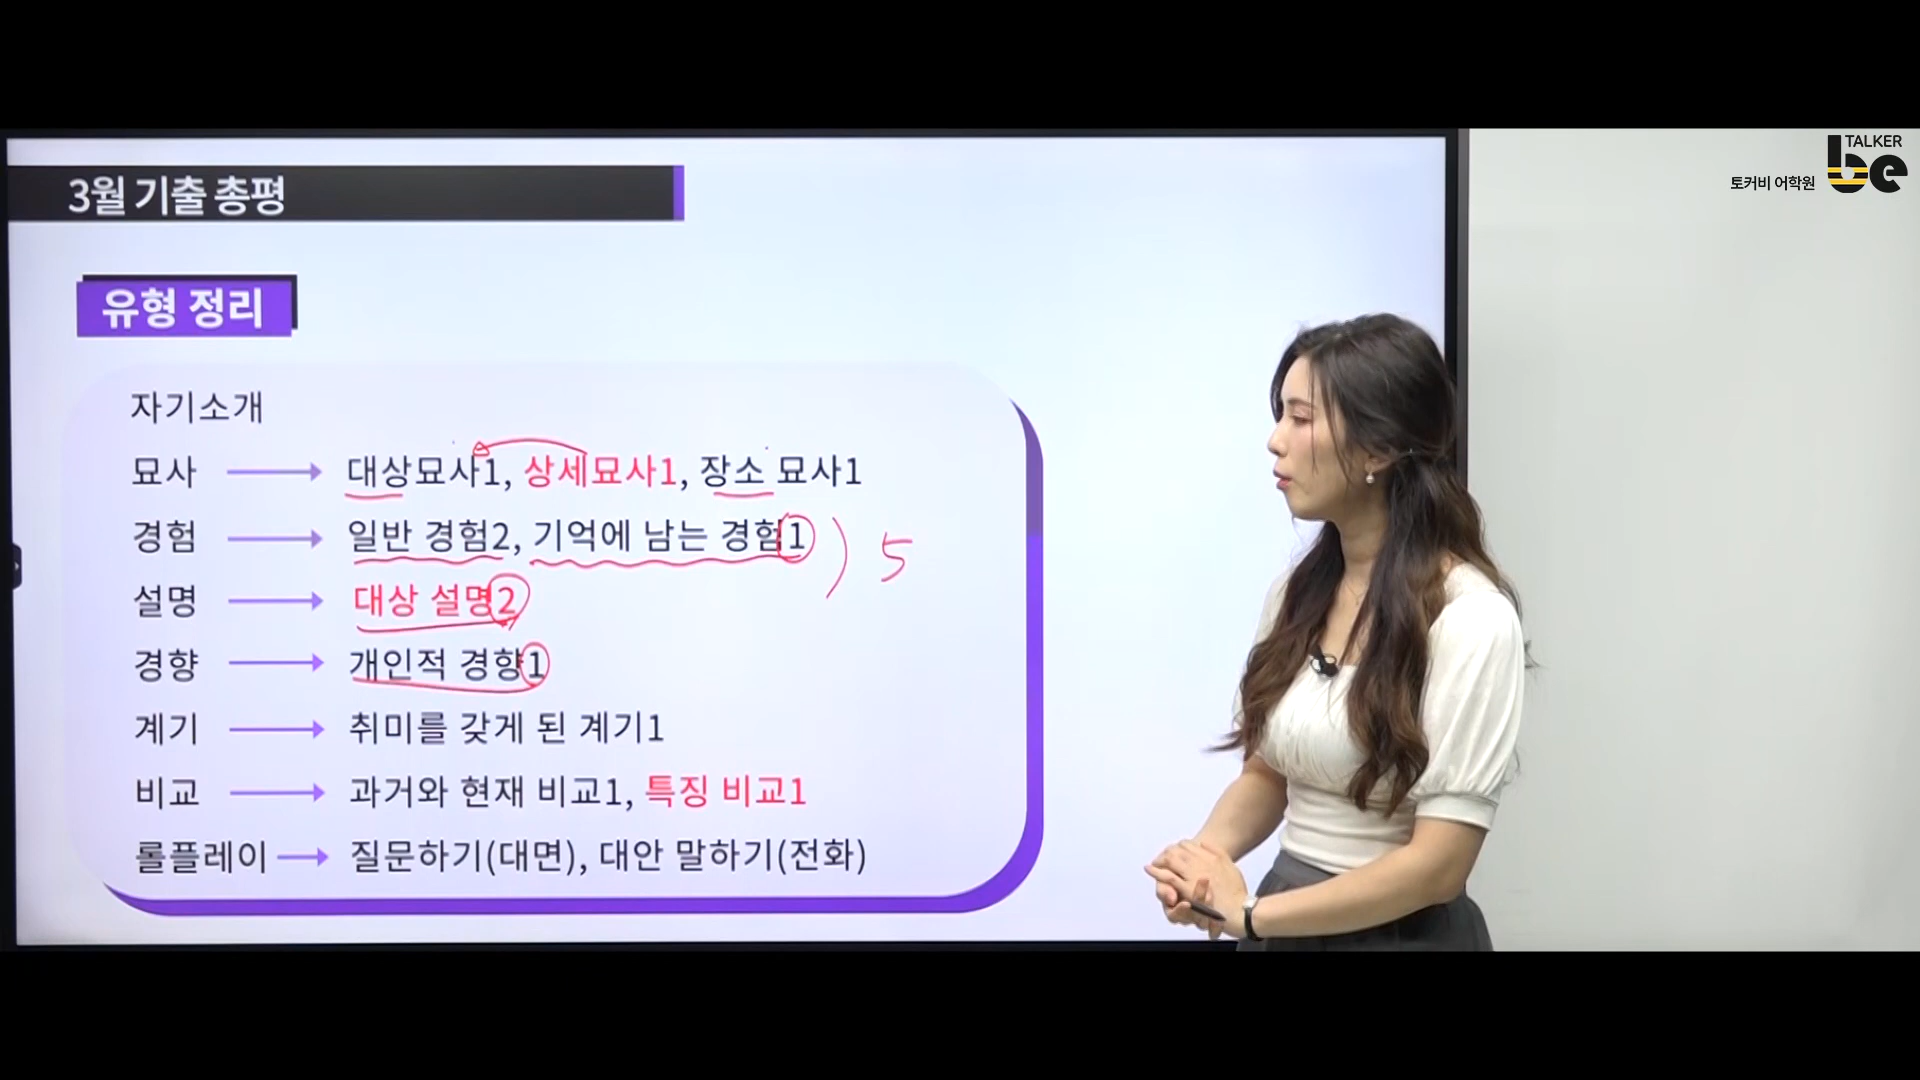 TALKER
be
토커비 어학원
3월 기출 총평
유형 정리
자기소개
묘사 → 대상묘사1, 상세묘사1, 장소 묘사1
경험 → 일반 경험2, 기억에 남는 경험1 ) 5
설명 → 대상 설명2
경향 → 개인적 경향1
계기 → 취미를 갖게 된 계기1
비교 → 과거와 현재 비교1, 특징 비교1
롤플레이 → 질문하기(대면), 대안 말하기(전화)